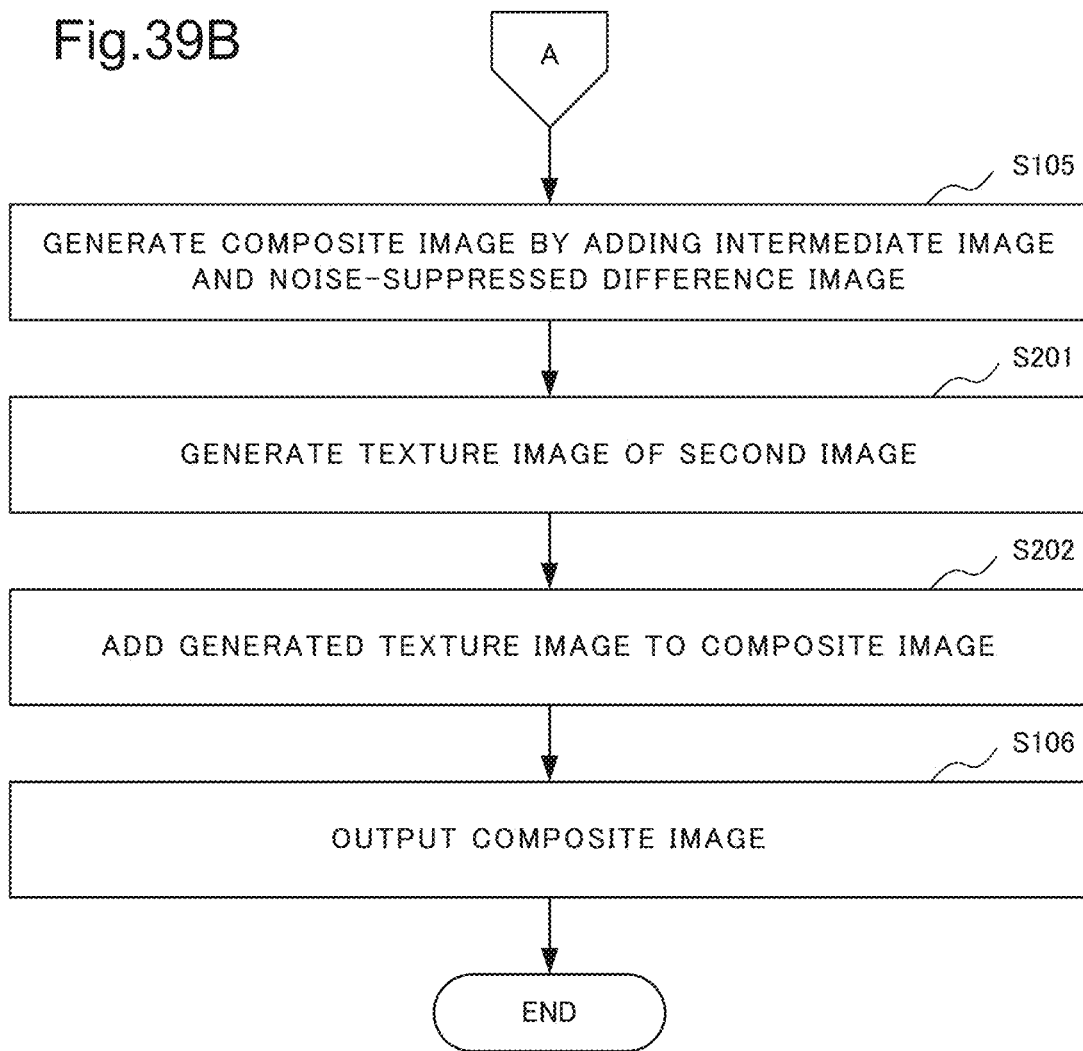 Fig.39B
A
S105
GENERATE COMPOSITE IMAGE BY ADDING INTERMEDIATE IMAGE
AND NOISE-SUPPRESSED DIFFERENCE IMAGE
S201
GENERATE TEXTURE IMAGE OF SECOND IMAGE
S202
ADD GENERATED TEXTURE IMAGE TO COMPOSITE IMAGE
S106
OUTPUT COMPOSITE IMAGE
END